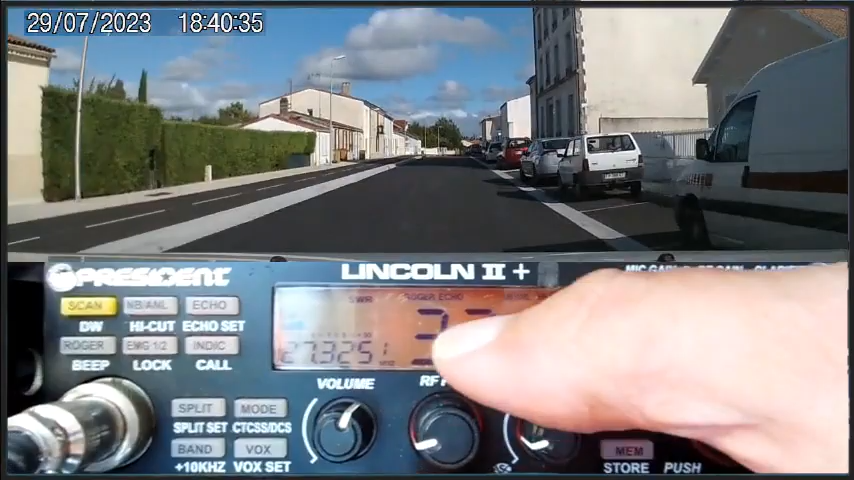 29/07/2023 18:40:35
PRESIDENT
LINCOLN II +
SCAN NB/ANL ECHO
DW HI-CUT ECHO SET
ROGER EMG 1/2 INDIC
BEEP LOCK CALL
SWR ROGER ECHO
27.3251
VOLUME
SPLIT MODE
SPLIT SET CTCSS/DCS
BAND VOX
+10KHZ VOX SET
MEM
STORE PUSH